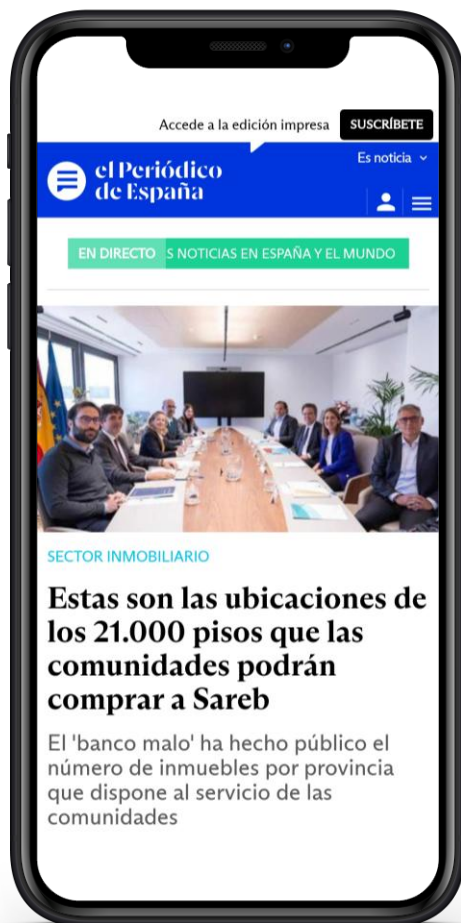 Accede a la edición impresa SUSCRÍBETE
Es noticia
el Periódico
de España
EN DIRECTO S NOTICIAS EN ESPAÑA Y EL MUNDO
SECTOR INMOBILIARIO
Estas son las ubicaciones de
los 21.000 pisos que las
comunidades podrán
comprar a Sareb
El 'banco malo' ha hecho público el
número de inmuebles por provincia
que dispone al servicio de las
comunidades